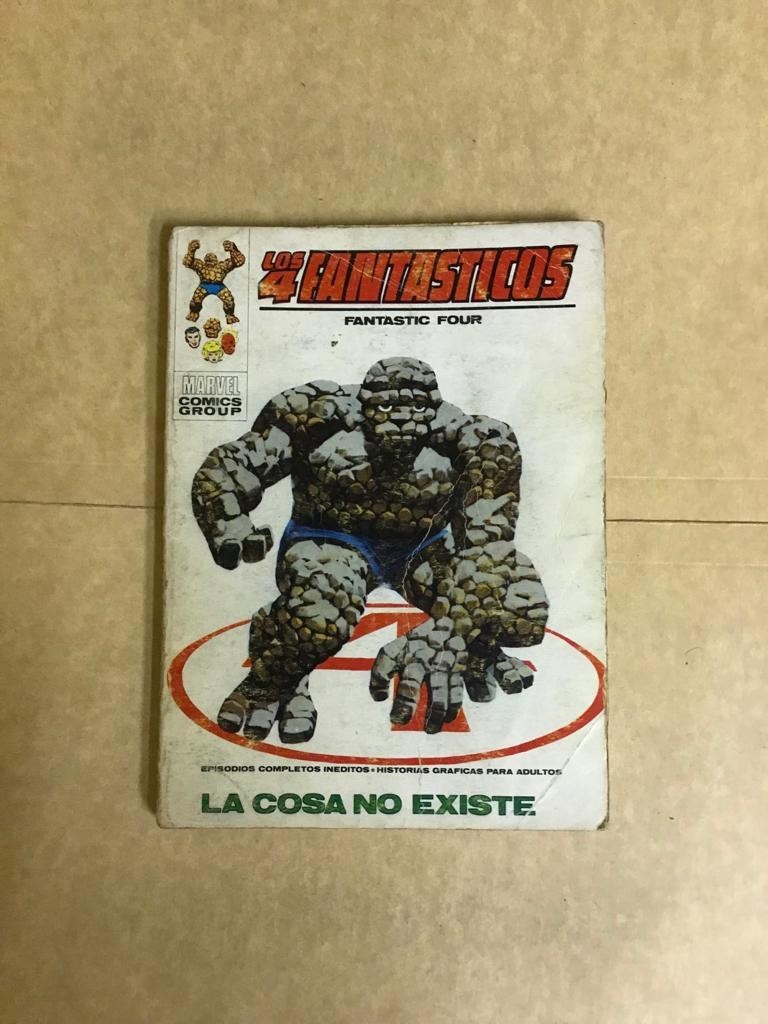 LOS
4 FANTASTICOS
FANTASTIC FOUR
MARVEL
COMICS
GROUP
4
EPISODIOS COMPLETOS INEDITOS • HISTORIAS GRAFICAS PARA ADULTOS
LA COSA NO EXISTE